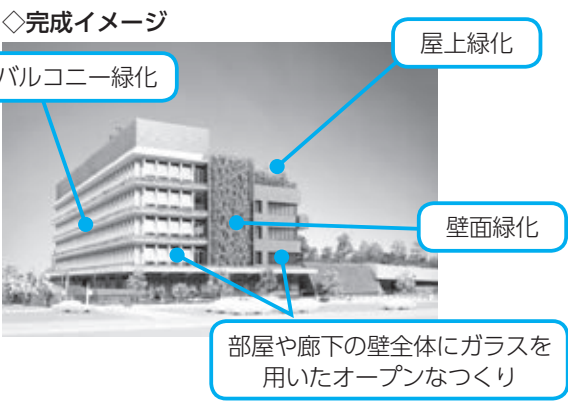 ◇完成イメージ
屋上緑化
バルコニー緑化
壁面緑化
部屋や廊下の壁全体にガラスを
用いたオープンなつくり